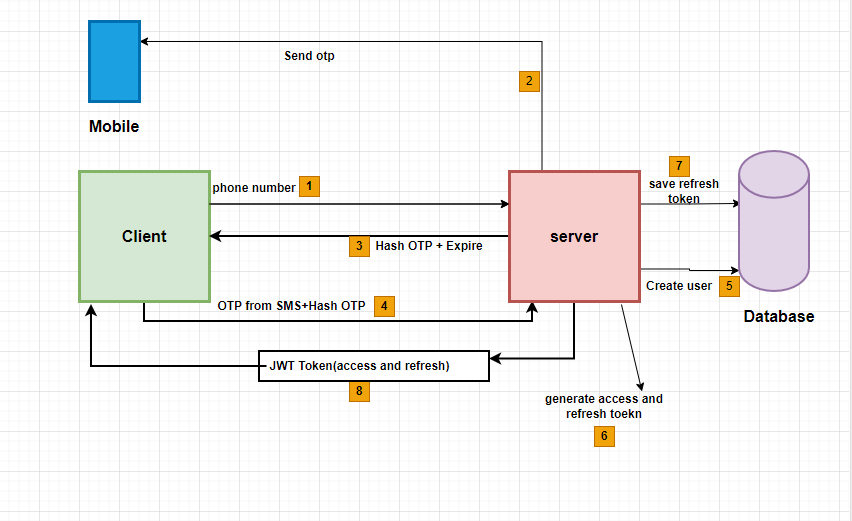 Send otp
2
Mobile
7
save refresh
token
phone number 1
Client
server
3 Hash OTP + Expire
Create user 5
OTP from SMS+Hash OTP 4
Database
JWT Token(access and refresh)
8
generate access and
refresh toekn
6